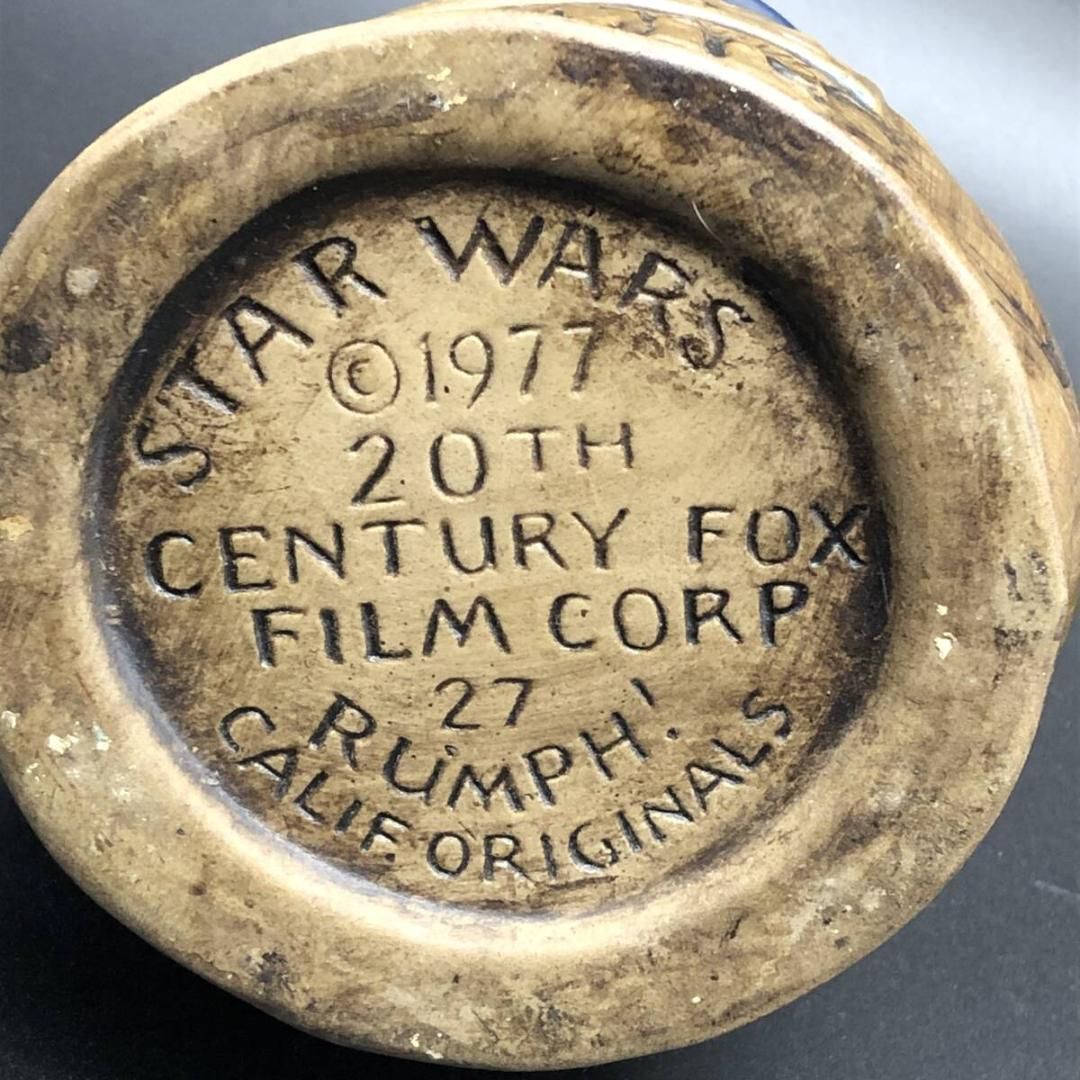 STAR WARS
©1977
20TH
CENTURY FOX
FILM CORP
27
RUMPH!
CALIF. ORIGINALS